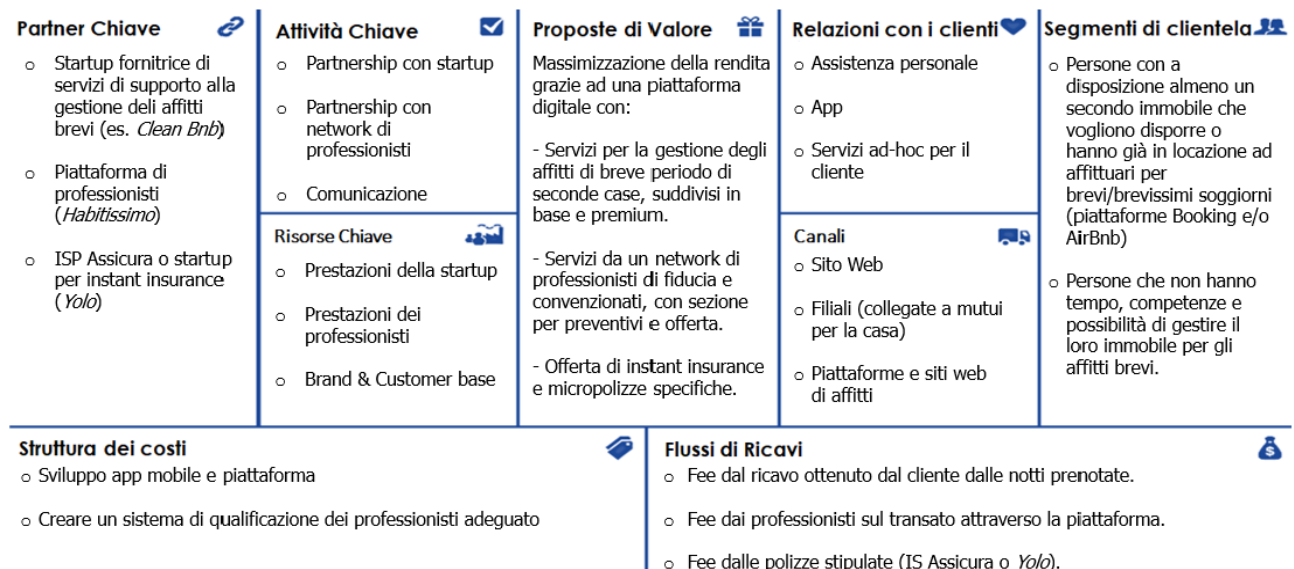 Partner Chiave
o Startup fornitrice di
servizi di supporto alla
gestione deli affitti
brevi (es. Clean Bnb)
o Piattaforma di
professionisti
(Habitissimo)
o ISP Assicura o startup
per instant insurance
(Yolo)
Attività Chiave
o Partnership con startup
o Partnership con
network di
professionisti
o Comunicazione
Risorse Chiave
o Prestazioni della startup
o Prestazioni dei
professionisti
o Brand & Customer base
Proposte di Valore
Massimizzazione della rendita
grazie ad una piattaforma
digitale con:
- Servizi per la gestione degli
affitti di breve periodo di
seconde case, suddivisi in
base e premium.
- Servizi da un network di
professionisti di fiducia e
convenzionati, con sezione
per preventivi e offerta.
- Offerta di instant insurance
e micropolizze specifiche.
Relazioni con i clienti
o Assistenza personale
o App
o Servizi ad-hoc per il
cliente
Canali
o Sito Web
o Filiali (collegate a mutui
per la casa)
o Piattaforme e siti web
di affitti
Segmenti di clientela
o Persone con a
disposizione almeno un
secondo immobile che
vogliono disporre o
hanno già in locazione ad
affittuari per
brevi/brevissimi soggiorni
(piattaforme Booking e/o
AirBnb)
o Persone che non hanno
tempo, competenze e
possibilità di gestire il
loro immobile per gli
affitti brevi.
Struttura dei costi
o Sviluppo app mobile e piattaforma
o Creare un sistema di qualificazione dei professionisti adeguato
Flussi di Ricavi
o Fee dal ricavo ottenuto dal cliente dalle notti prenotate.
o Fee dai professionisti sul transato attraverso la piattaforma.
o Fee dalle polizze stipulate (IS Assicura o Yolo).